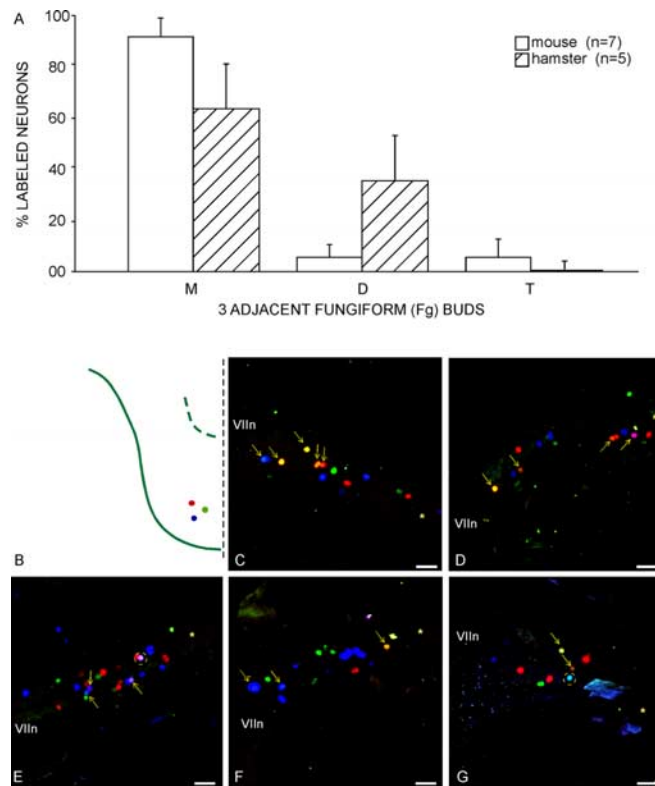 A
100
80
60
40
20
00
% LABELED NEURONS
mouse (n=7)
hamster (n=5)
M D T
3 ADJACENT FUNGIFORM (Fg) BUDS
B
VIIn
C
VIIn
D
VIIn
E
VIIn
F
VIIn
G